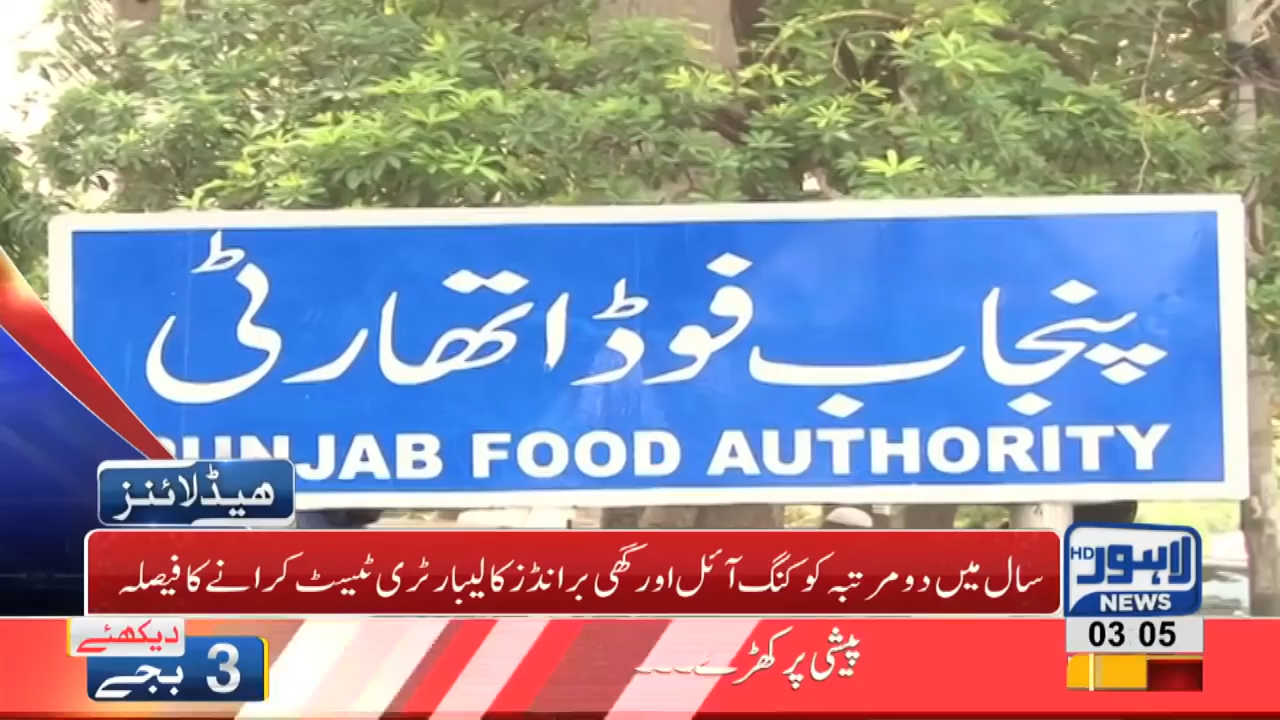 پنجاب فوڈ اتھارٹی
PUNJAB FOOD AUTHORITY
ھیڈلائنز
سال میں دو مرتبہ کوکنگ آئل اور گھی برانڈز کا لیبارٹری ٹیسٹ کرانے کا فیصلہ
HD لاہور
NEWS
03 05
دیکھئے
3 بجے
پیشی پر کھڑے....